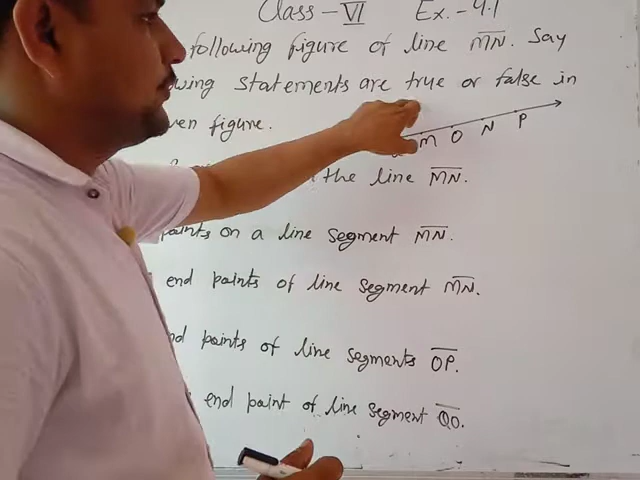 Class - VI Ex. - 4.1
following figure of line MN. Say
wing statements are true or false in
ven figure.
M O N P
the line MN.
points on a line segment MN.
end points of line segment MN.
nd points of line segments OP.
end point of line segment QO.